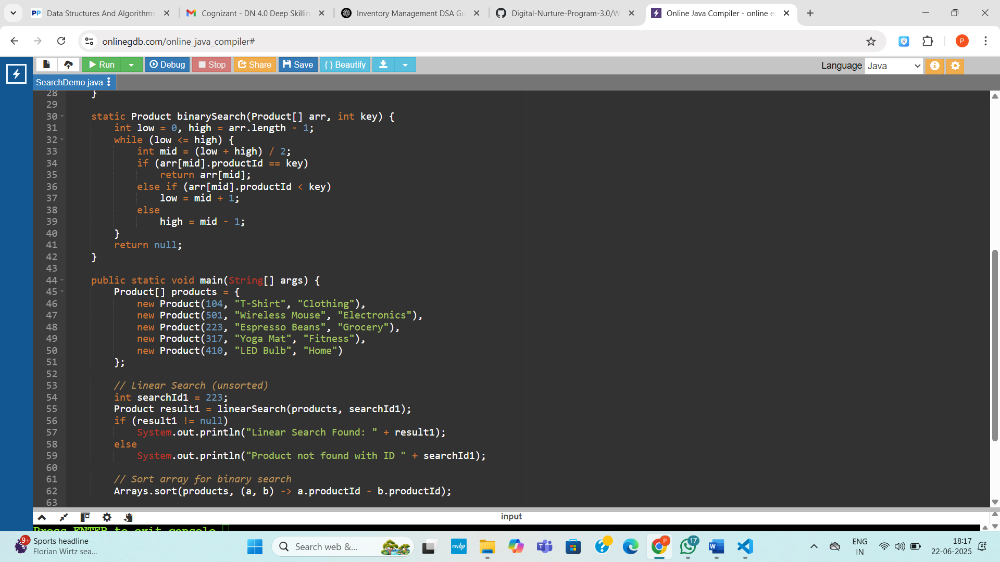 Data Structures And Algorithms
Cognizant - DN 4.0 Deep Skillin
Inventory Management DSA Gu
Digital-Nurture-Program-3.0/W
Online Java Compiler - online e
onlinegdb.com/online_java_compiler#
P
Run
Debug
Stop
Share
Save
{ } Beautify
Language Java
SearchDemo.java
28 }
29
30 static Product binarySearch(Product[] arr, int key) {
31 int low = 0, high = arr.length - 1;
32 while (low <= high) {
33 int mid = (low + high) / 2;
34 if (arr[mid].productId == key)
35 return arr[mid];
36 else if (arr[mid].productId < key)
37 low = mid + 1;
38 else
39 high = mid - 1;
40 }
41 return null;
42 }
43
44 public static void main(String[] args) {
45 Product[] products = {
46 new Product(104, "T-Shirt", "Clothing"),
47 new Product(501, "Wireless Mouse", "Electronics"),
48 new Product(223, "Espresso Beans", "Grocery"),
49 new Product(317, "Yoga Mat", "Fitness"),
50 new Product(410, "LED Bulb", "Home")
51 };
52
53 // Linear Search (unsorted)
54 int searchId1 = 223;
55 Product result1 = linearSearch(products, searchId1);
56 if (result1 != null)
57 System.out.println("Linear Search Found: " + result1);
58 else
59 System.out.println("Product not found with ID " + searchId1);
60
61 // Sort array for binary search
62 Arrays.sort(products, (a, b) -> a.productId - b.productId);
63
input
Press ENTER to exit console.
9+
Sports headline
Florian Wirtz sea...
Search web &...
myhp
P
17
ENG
IN
18:17
22-06-2025